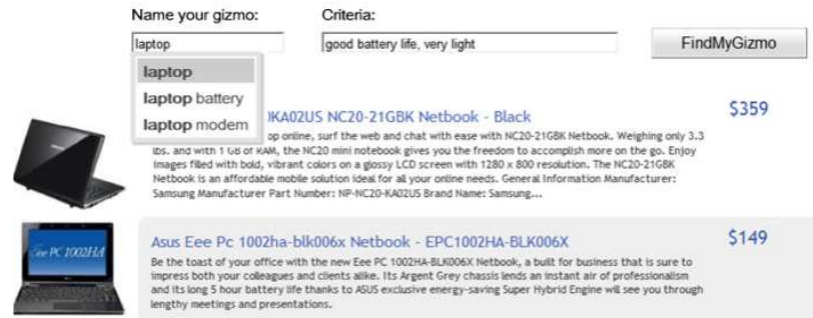 Name your gizmo: Criteria:
laptop good battery life, very light FindMyGizmo
laptop
laptop battery
laptop modem
KA02US NC20-21GBK Netbook - Black $359
online, surf the web and chat with ease with NC20-21GBK Netbook. Weighing only 3.3
lbs. and with 1 GB of RAM, the NC20 mini notebook gives you the freedom to accomplish more on the go. Enjoy
images filled with bold, vibrant colors on a glossy LCD screen with 1280 x 800 resolution. The NC20-21GBK
Netbook is an affordable mobile solution ideal for all your online needs. General Information Manufacturer:
Samsung Manufacturer Part Number: NP-NC20-KA02US Brand Name: Samsung...
Eee PC 1002HA
Asus Eee Pc 1002ha-blk006x Netbook - EPC1002HA-BLK006X $149
Be the toast of your office with the new Eee PC 1002HA-BLK006X Netbook, a built for business that is sure to
impress both your colleagues and clients alike. Its Argent Grey chassis lends an instant air of professionalism
and its long 5 hour battery life thanks to ASUS exclusive energy-saving Super Hybrid Engine will see you through
lengthy meetings and presentations.